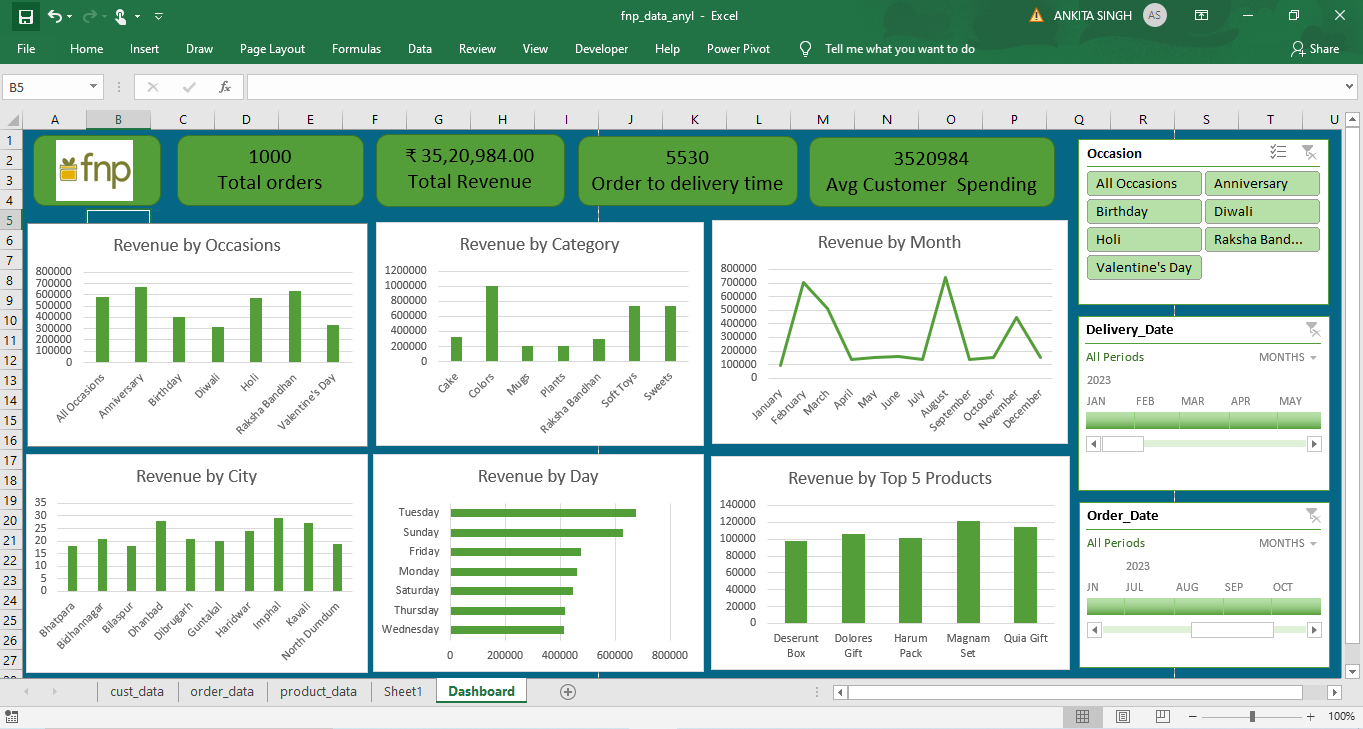 fnp_data_anyl - Excel
ANKITA SINGH AS
File Home Insert Draw Page Layout Formulas Data Review View Developer Help Power Pivot Tell me what you want to do Share
B5 fx
A B C D E F G H I J K L M N O P Q R S T U
1
2
3
4
5
6
7
8
9
10
11
12
13
14
15
16
17
18
19
20
21
22
23
24
25
26
27
fnp
1000
Total orders
₹ 35,20,984.00
Total Revenue
5530
Order to delivery time
3520984
Avg Customer Spending
Revenue by Occasions
800000
700000
600000
500000
400000
300000
200000
100000
0
All Occasions
Anniversary
Birthday
Diwali
Holi
Raksha Bandhan
Valentine's Day
Revenue by Category
1200000
1000000
800000
600000
400000
200000
0
Cake
Colors
Mugs
Plants
Raksha Bandhan
Soft Toys
Sweets
Revenue by Month
800000
700000
600000
500000
400000
300000
200000
100000
0
January
February
March
April
May
June
July
August
September
October
November
December
Revenue by City
35
30
25
20
15
10
5
0
Bhatpara
Bidhannagar
Bilaspur
Dhanbad
Dibrugarh
Guntakal
Haridwar
Imphal
Kavali
North Dumdum
Revenue by Day
Tuesday
Sunday
Friday
Monday
Saturday
Thursday
Wednesday
0 200000 400000 600000 800000
Revenue by Top 5 Products
140000
120000
100000
80000
60000
40000
20000
0
Deserunt Box
Dolores Gift
Harum Pack
Magnam Set
Quia Gift
Occasion
All Occasions Anniversary
Birthday Diwali
Holi Raksha Band...
Valentine's Day
Delivery_Date
All Periods MONTHS
2023
JAN FEB MAR APR MAY
Order_Date
All Periods MONTHS
2023
JN JUL AUG SEP OCT
cust_data order_data product_data Sheet1 Dashboard
100%